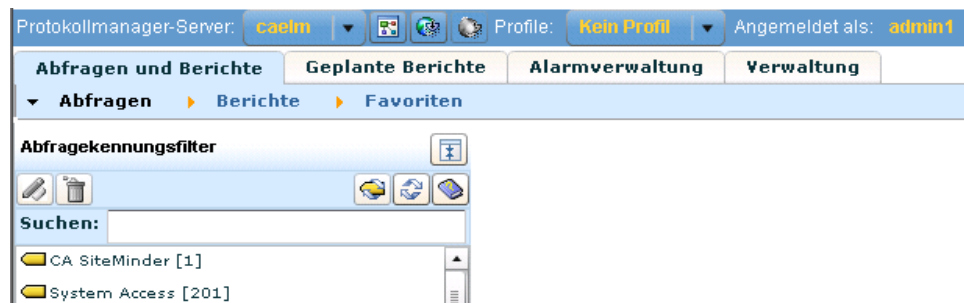 Protokollmanager-Server: caelm Profile: Kein Profil Angemeldet als: admin1
Abfragen und Berichte Geplante Berichte Alarmverwaltung Verwaltung
Abfragen Berichte Favoriten
Abfragekennungsfilter
Suchen:
CA SiteMinder [1]
System Access [201]